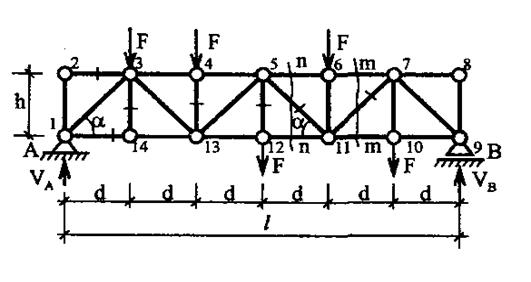 F F F
2 3 4 5 n 6 m 7 8
h
1 α α
A 14 13 12 n 11 m 10 9 B
V_A F F V_B
d d d d d d
l